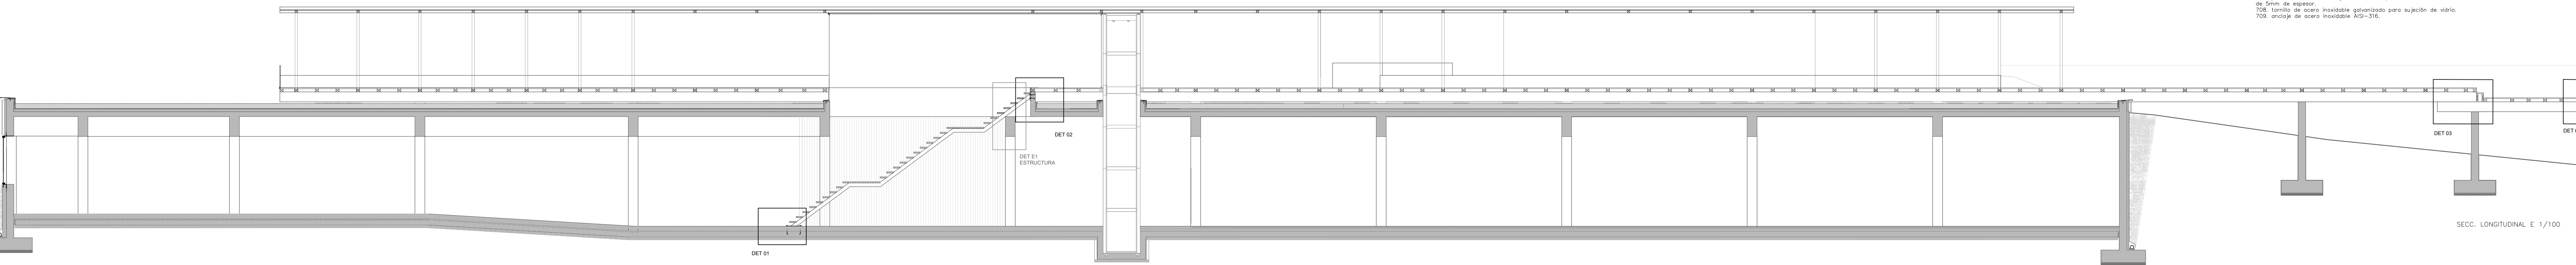 de 5mm de espesor.
708. tornillo de acero inoxidable galvanizado para sujeción de vidrio.
709. anclaje de acero inoxidable AISI-316.
DET 02
DET 03
DET E1
ESTRUCTURA
SECC. LONGITUDINAL E 1/100
DET 01